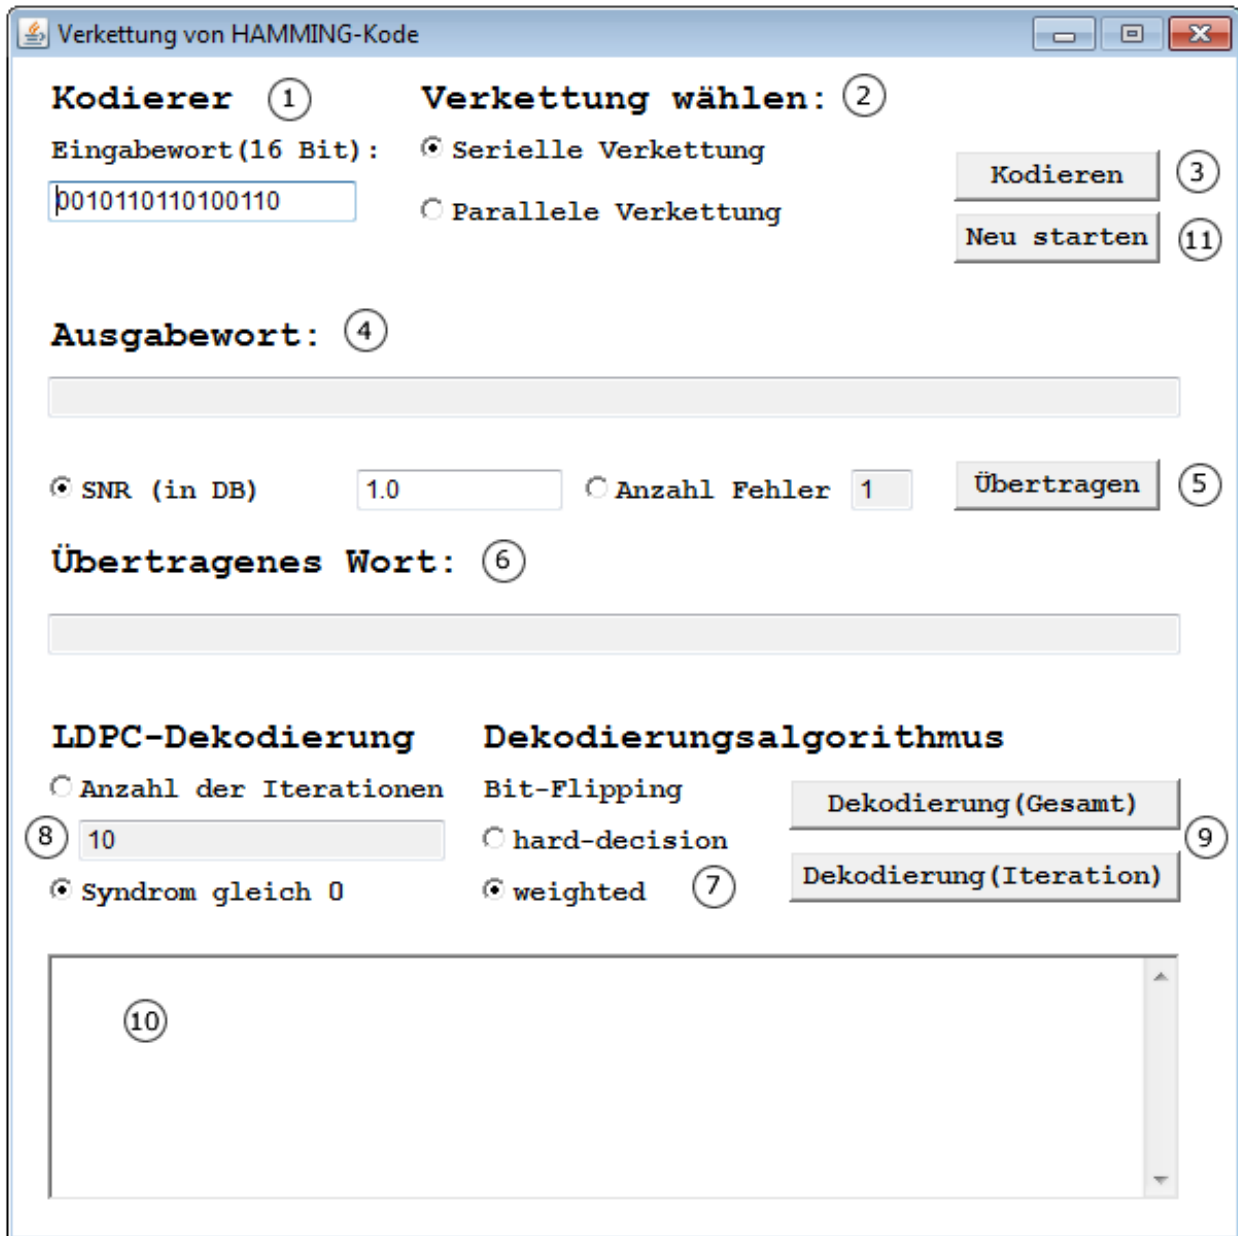 Verkettung von HAMMING-Kode
Kodierer 1
Verkettung wählen: 2
Eingabewort(16 Bit):
Serielle Verkettung
0010110110100110
Parallele Verkettung
Kodieren 3
Neu starten 11
Ausgabewort: 4
SNR (in DB) 1.0 Anzahl Fehler 1 Übertragen 5
Übertragenes Wort: 6
LDPC-Dekodierung
Anzahl der Iterationen
8 10
Syndrom gleich 0
Dekodierungsalgorithmus
Bit-Flipping
hard-decision
weighted 7
Dekodierung(Gesamt)
9
Dekodierung(Iteration)
10